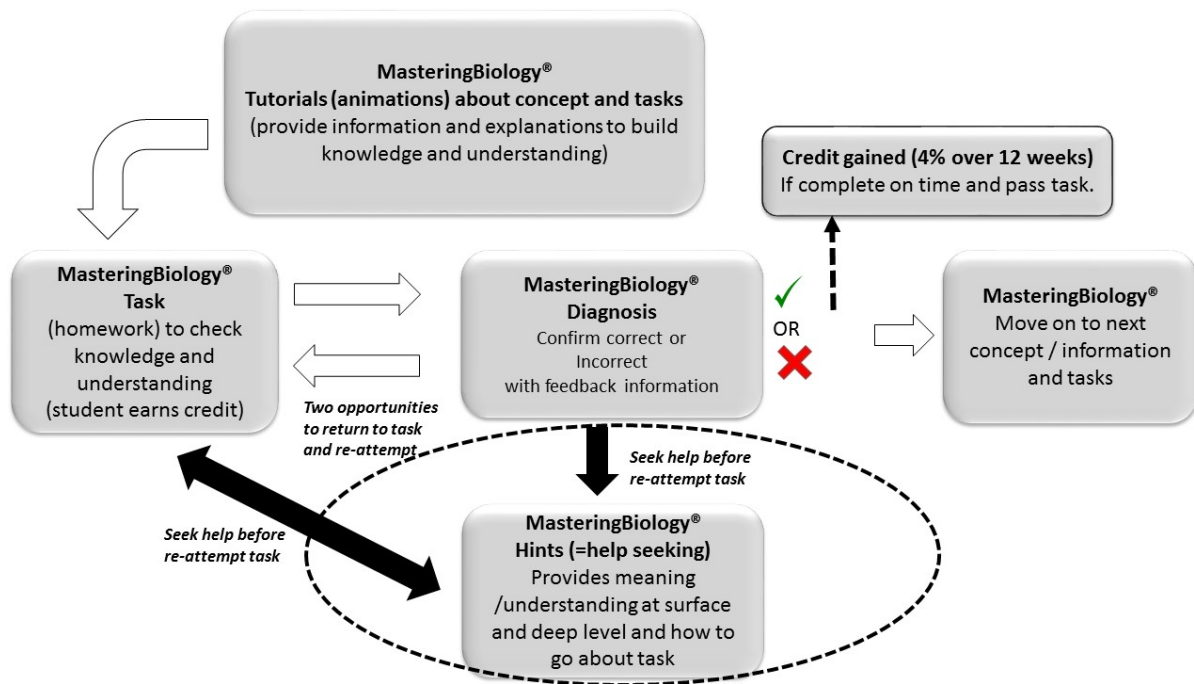 MasteringBiology®
Tutorials (animations) about concept and tasks
(provide information and explanations to build
knowledge and understanding)
Credit gained (4% over 12 weeks)
If complete on time and pass task.
MasteringBiology®
Task
(homework) to check
knowledge and
understanding
(student earns credit)
MasteringBiology®
Diagnosis
Confirm correct or
Incorrect
with feedback information
OR
MasteringBiology®
Move on to next
concept / information
and tasks
Two opportunities
to return to task
and re-attempt
Seek help before
re-attempt task
Seek help before
re-attempt task
MasteringBiology®
Hints (=help seeking)
Provides meaning
/understanding at surface
and deep level and how to
go about task